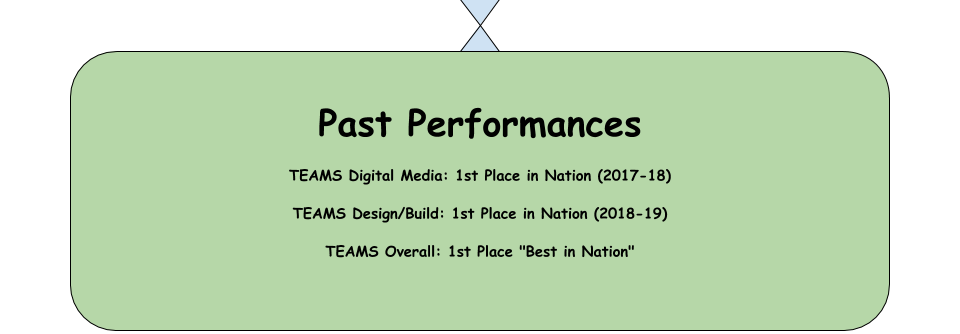 Past Performances
TEAMS Digital Media: 1st Place in Nation (2017-18)
TEAMS Design/Build: 1st Place in Nation (2018-19)
TEAMS Overall: 1st Place "Best in Nation"